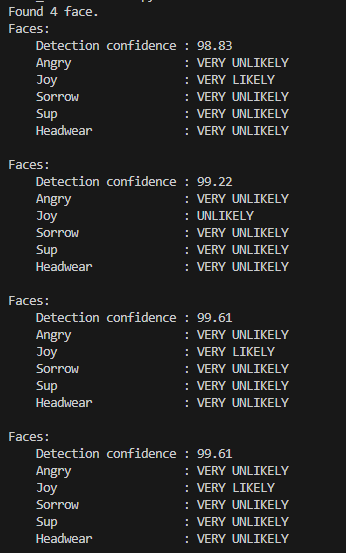 Found 4 face.
Faces:
Detection confidence : 98.83
Angry : VERY UNLIKELY
Joy : VERY LIKELY
Sorrow : VERY UNLIKELY
Sup : VERY UNLIKELY
Headwear : VERY UNLIKELY
Faces:
Detection confidence : 99.22
Angry : VERY UNLIKELY
Joy : UNLIKELY
Sorrow : VERY UNLIKELY
Sup : VERY UNLIKELY
Headwear : VERY UNLIKELY
Faces:
Detection confidence : 99.61
Angry : VERY UNLIKELY
Joy : VERY LIKELY
Sorrow : VERY UNLIKELY
Sup : VERY UNLIKELY
Headwear : VERY UNLIKELY
Faces:
Detection confidence : 99.61
Angry : VERY UNLIKELY
Joy : VERY LIKELY
Sorrow : VERY UNLIKELY
Sup : VERY UNLIKELY
Headwear : VERY UNLIKELY